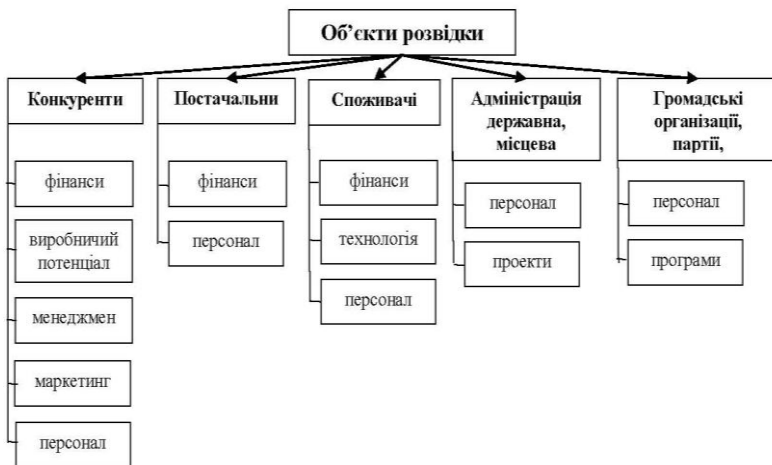 Об’єкти розвідки
Конкуренти
фінанси
виробничий
потенціал
менеджмен
маркетинг
персонал
Постачальни
фінанси
персонал
Споживачі
фінанси
технологія
персонал
Адміністрація
державна,
місцева
персонал
проекти
Громадські
організації,
партії,
персонал
програми